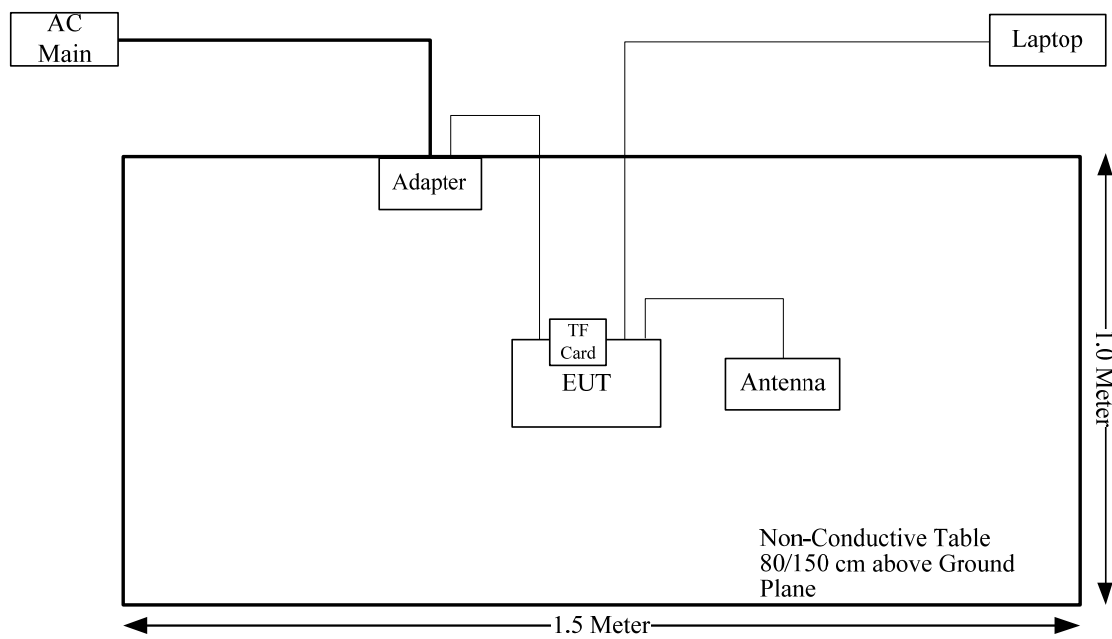 AC
Main
Laptop
Adapter
TF
Card
EUT
Antenna
1.0 Meter
Non-Conductive Table
80/150 cm above Ground
Plane
1.5 Meter